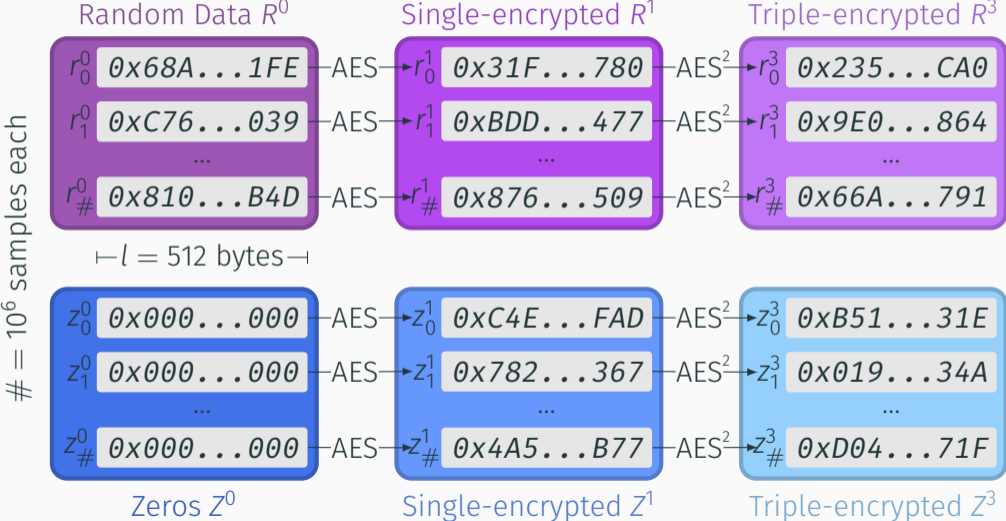 Random Data R⁰ Single-encrypted R¹ Triple-encrypted R³
r⁰₀ 0x68A...1FE AES r¹₀ 0x31F...780 AES² r³₀ 0x235...CA0
r⁰₁ 0xC76...039 AES r¹₁ 0xBDD...477 AES² r³₁ 0x9E0...864
... ... ...
r⁰# 0x810...B4D AES r¹# 0x876...509 AES² r³# 0x66A...791
l = 512 bytes
# = 10⁶ samples each
z⁰₀ 0x000...000 AES z¹₀ 0xC4E...FAD AES² z³₀ 0xB51...31E
z⁰₁ 0x000...000 AES z¹₁ 0x782...367 AES² z³₁ 0x019...34A
... ... ...
z⁰# 0x000...000 AES z¹# 0x4A5...B77 AES² z³# 0xD04...71F
Zeros Z⁰ Single-encrypted Z¹ Triple-encrypted Z³